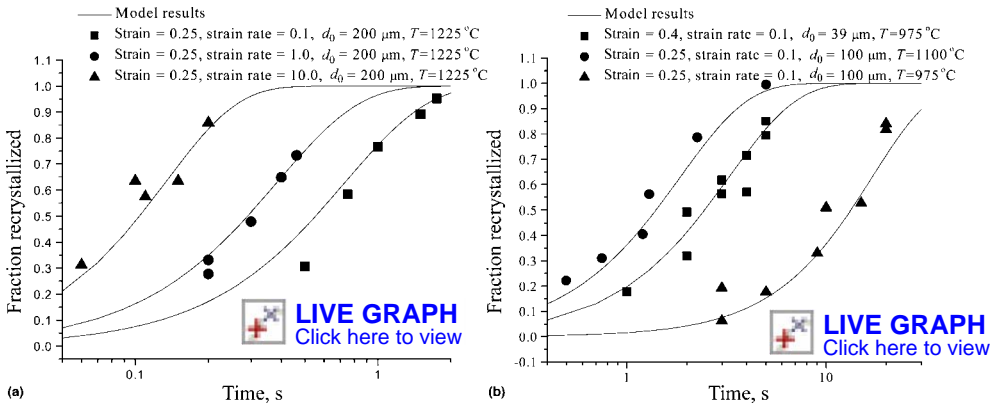 Model results
Strain = 0.25, strain rate = 0.1, d₀ = 200 µm, T=1225 °C
Strain = 0.25, strain rate = 1.0, d₀ = 200 µm, T=1225°C
Strain = 0.25, strain rate = 10.0, d₀ = 200 µm, T=1225°C
1.1
1.0
0.9
0.8
0.7
0.6
0.5
0.4
0.3
0.2
0.1
0.0
Fraction recrystallized
0.1
1
Time, s
(a)
LIVE GRAPH
Click here to view
Model results
Strain = 0.4, strain rate = 0.1, d₀ = 39 µm, T=975°C
Strain = 0.25, strain rate = 0.1, d₀ = 100 µm, T=1100°C
Strain = 0.25, strain rate = 0.1, d₀ = 100 µm, T=975°C
1.1
1.0
0.9
0.8
0.7
0.6
0.5
0.4
0.3
0.2
0.1
0.0
-0.1
Fraction recrystallized
1
10
Time, s
(b)
LIVE GRAPH
Click here to view